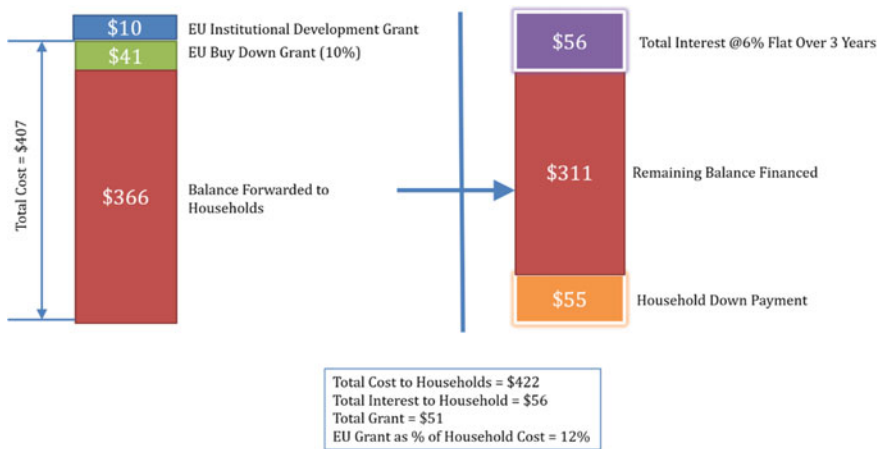 $10
EU Institutional Development Grant
$41
EU Buy Down Grant (10%)
Total Cost = $407
$366
Balance Forwarded to
Households
$56
Total Interest @6% Flat Over 3 Years
$311
Remaining Balance Financed
$55
Household Down Payment
Total Cost to Households = $422
Total Interest to Household = $56
Total Grant = $51
EU Grant as % of Household Cost = 12%